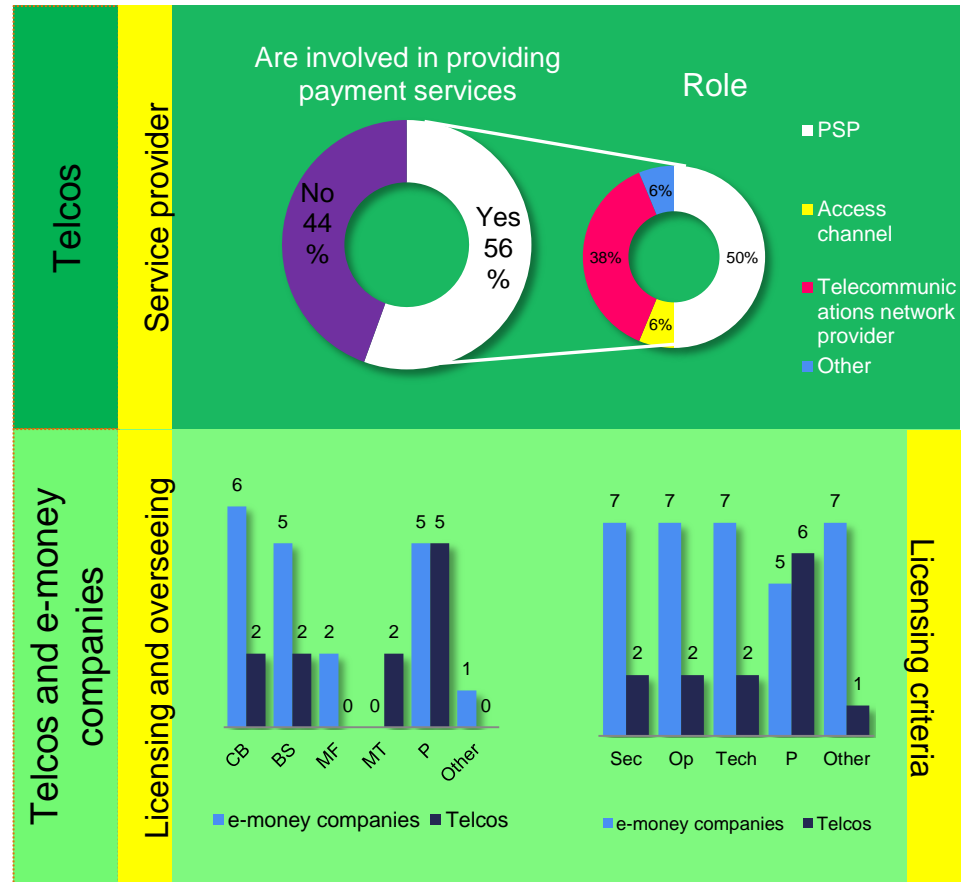 Telcos
Service provider
Are involved in providing
payment services
No
44
%
Yes
56
%
Role
6%
38%
50%
6%
PSP
Access
channel
Telecommunic
ations network
provider
Other
Telcos and e-money
companies
Licensing and overseeing
6
2
5
2
2
0
0
2
5
5
1
0
CB
BS
MF
MT
P
Other
e-money companies
Telcos
7
2
7
2
7
2
5
6
7
1
Sec
Op
Tech
P
Other
e-money companies
Telcos
Licensing criteria